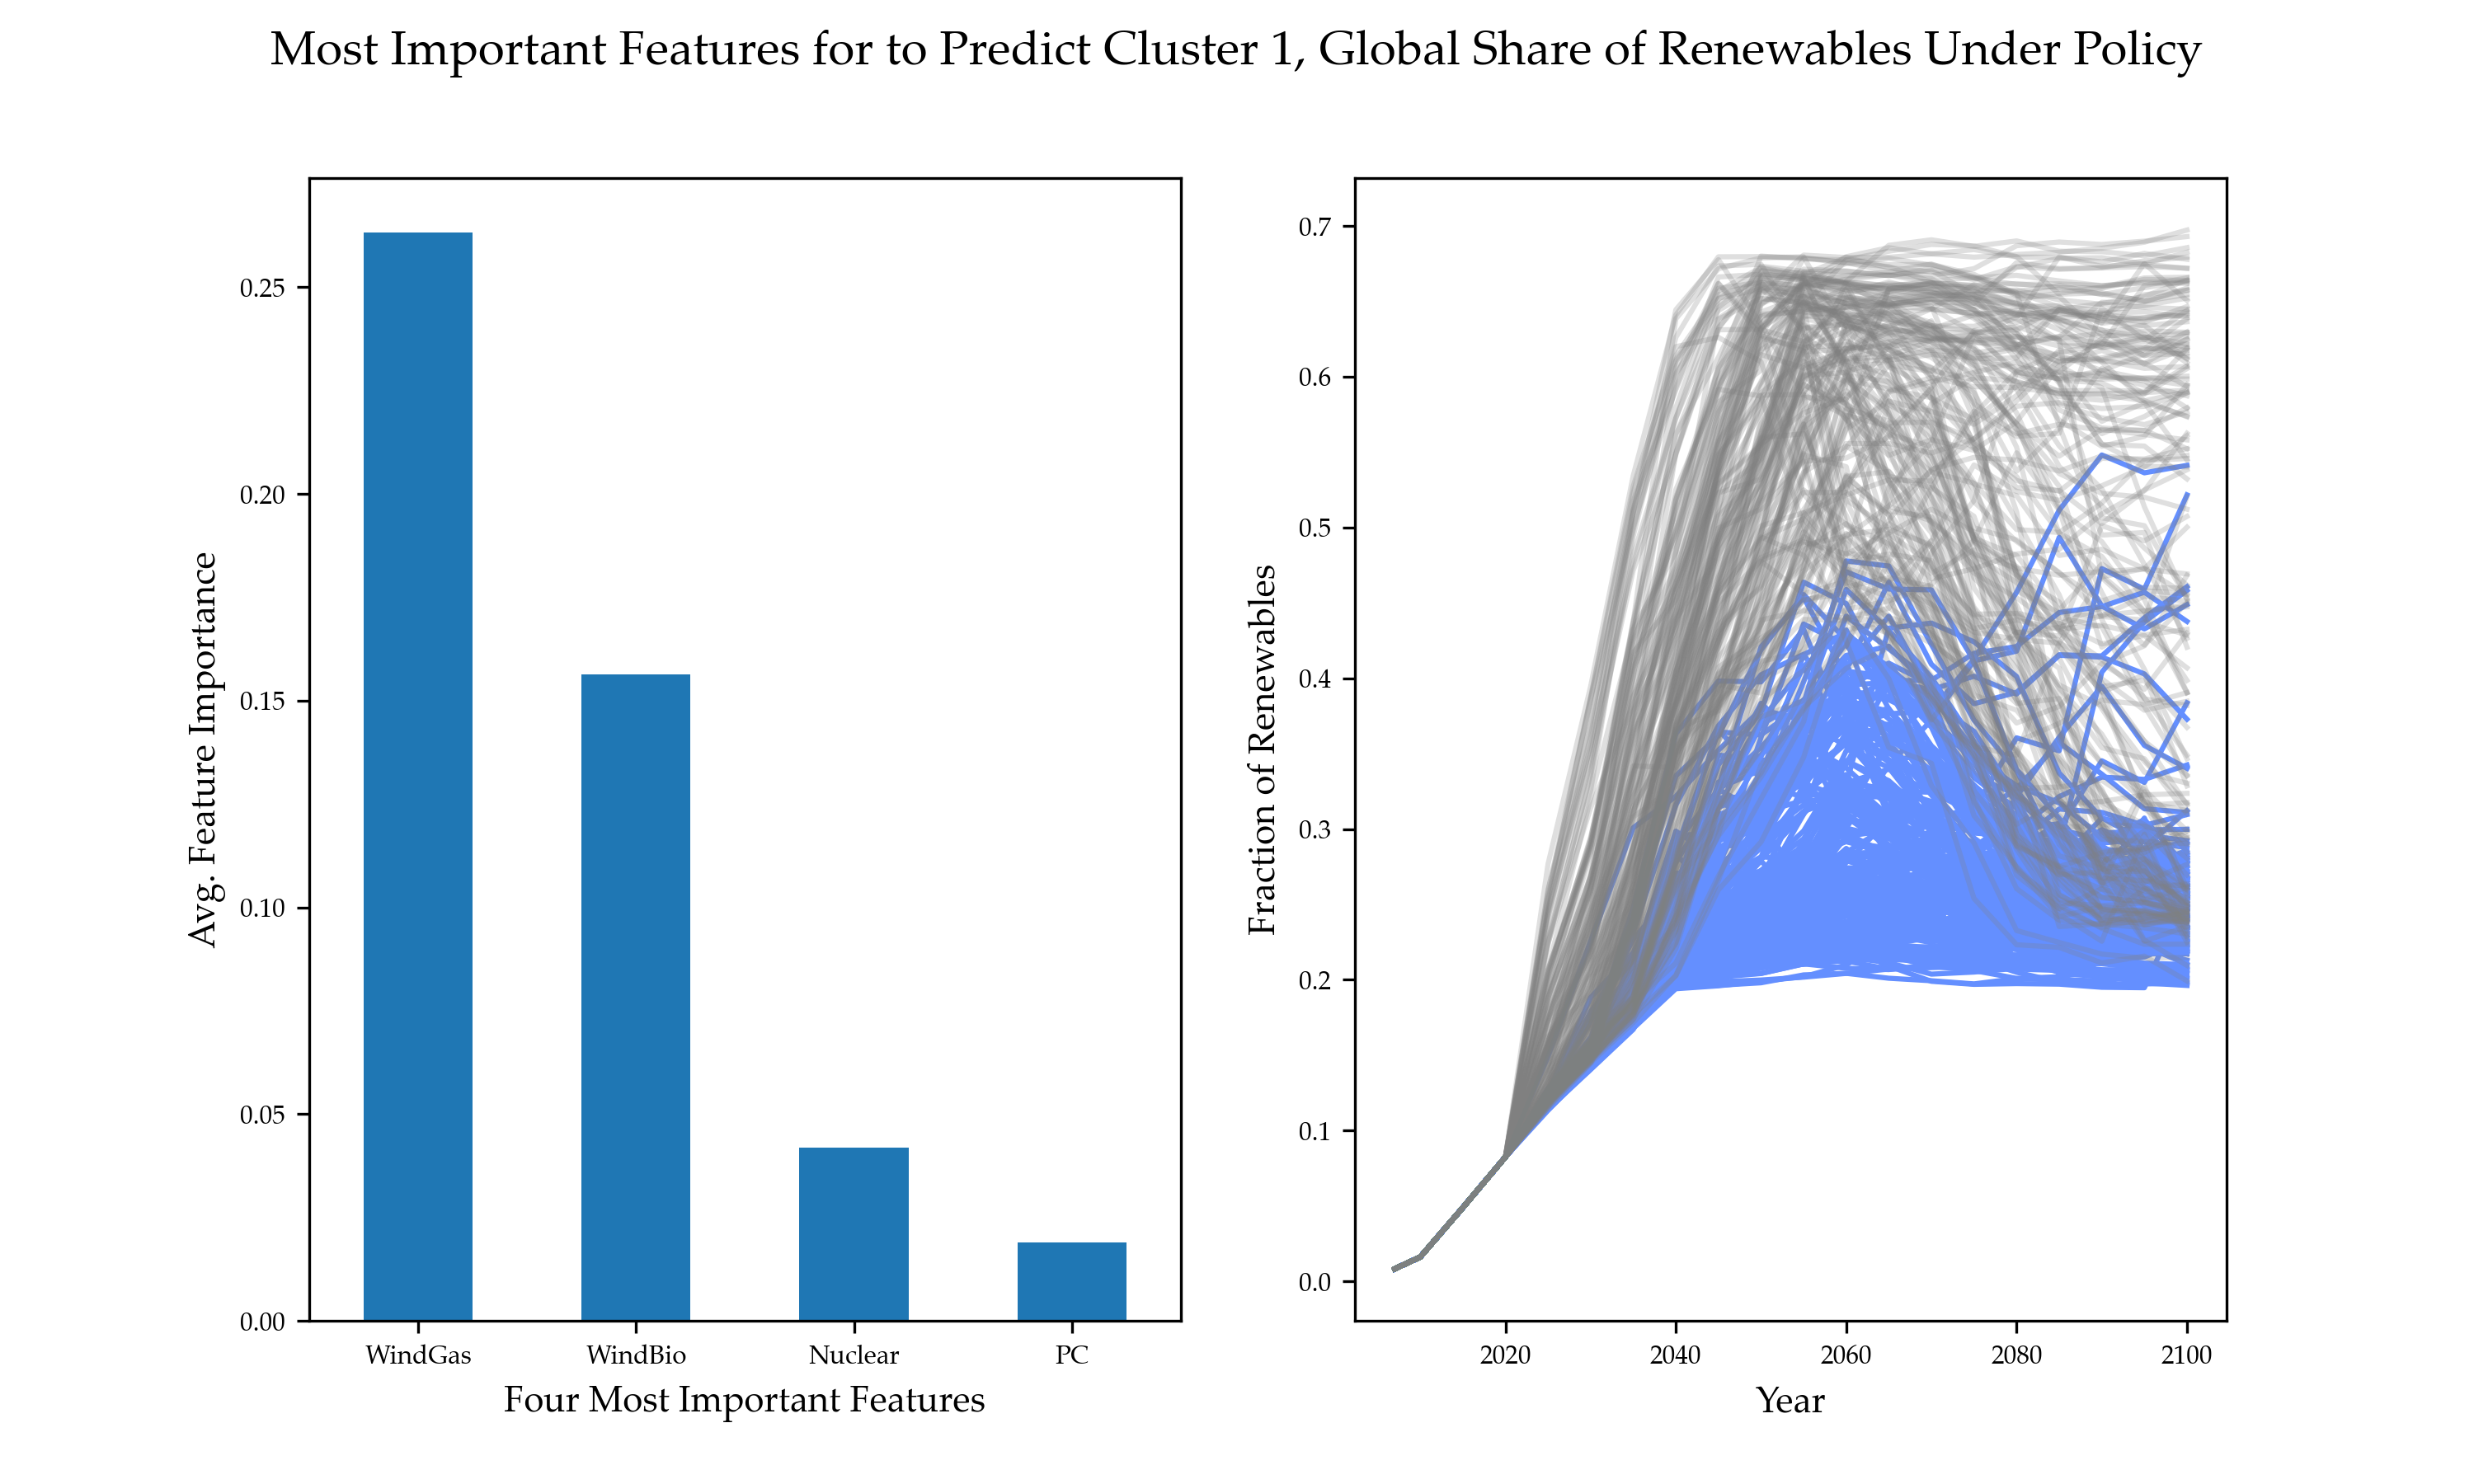 Most Important Features for to Predict Cluster 1, Global Share of Renewables Under Policy
Avg. Feature Importance
0.25
0.20
0.15
0.10
0.05
0.00
WindGas WindBio Nuclear PC
Four Most Important Features
Fraction of Renewables
0.7
0.6
0.5
0.4
0.3
0.2
0.1
0.0
2020 2040 2060 2080 2100
Year